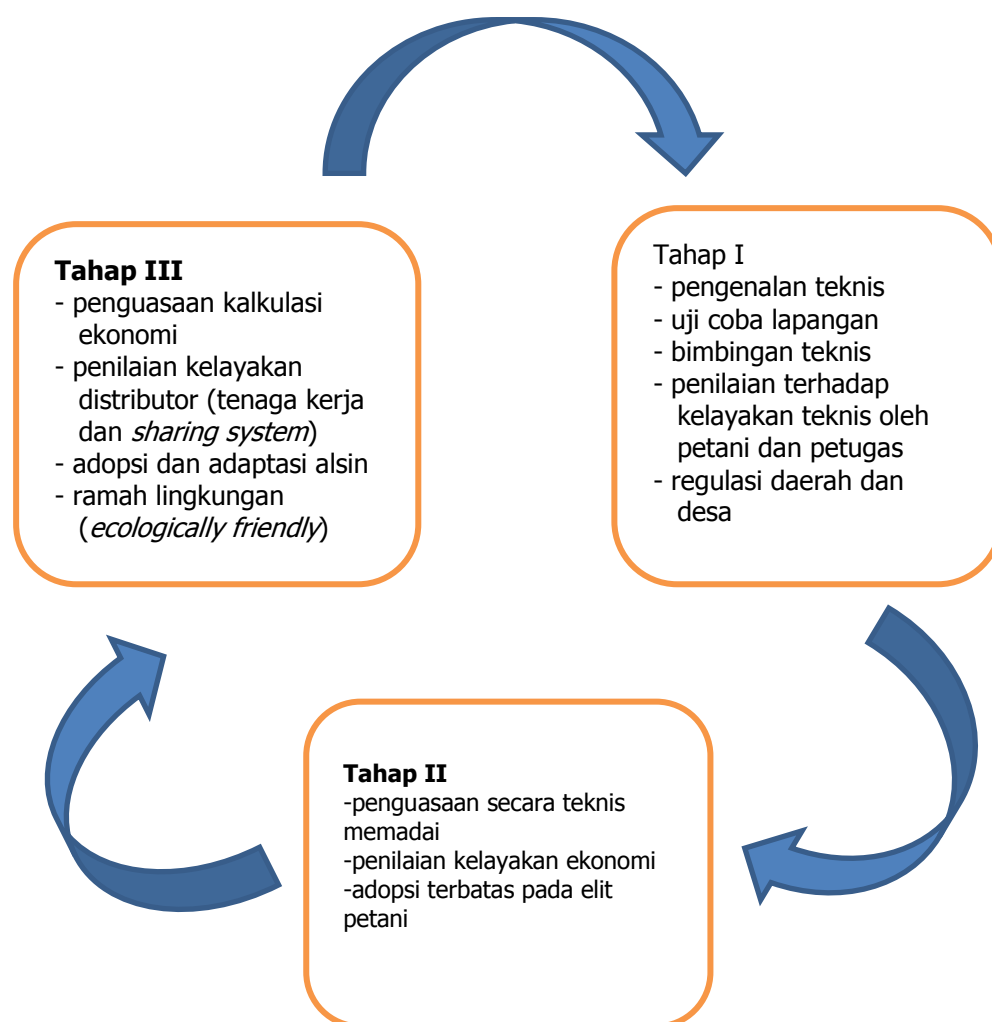 Tahap III
- penguasaan kalkulasi
ekonomi
- penilaian kelayakan
distributor (tenaga kerja
dan sharing system)
- adopsi dan adaptasi alsin
- ramah lingkungan
(ecologically friendly)
Tahap I
- pengenalan teknis
- uji coba lapangan
- bimbingan teknis
- penilaian terhadap
kelayakan teknis oleh
petani dan petugas
- regulasi daerah dan
desa
Tahap II
-penguasaan secara teknis
memadai
-penilaian kelayakan ekonomi
-adopsi terbatas pada elit
petani